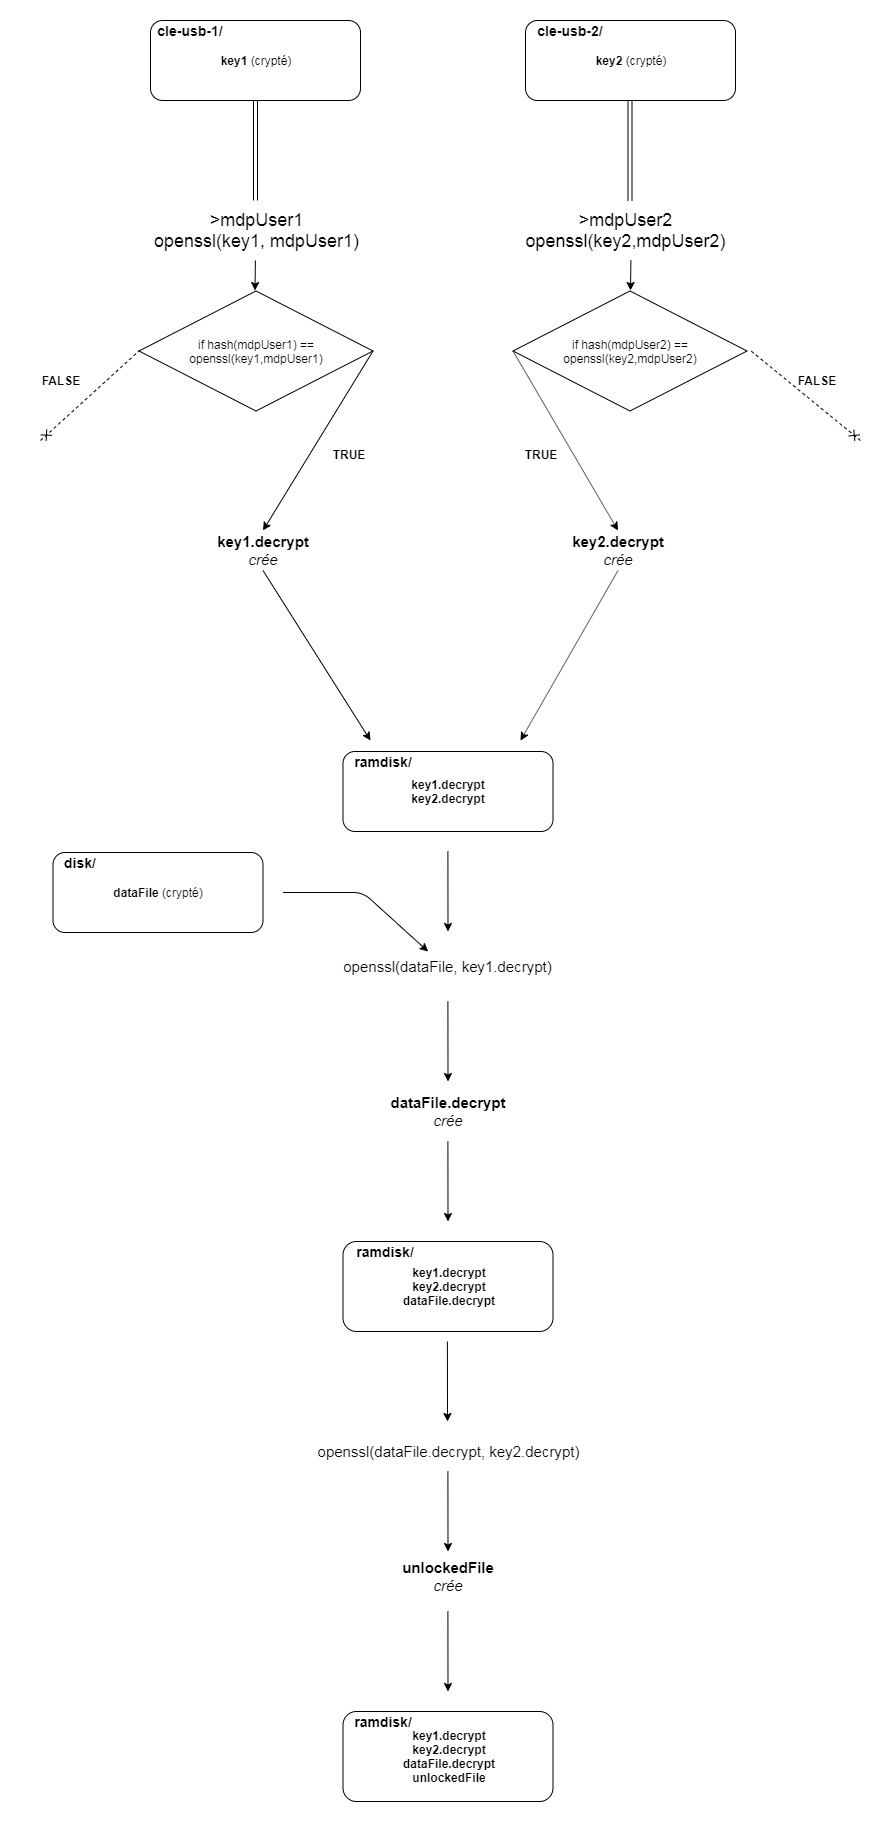 cle-usb-1/
key1 (crypté)
cle-usb-2/
key2 (crypté)
>mdpUser1
openssl(key1, mdpUser1)
>mdpUser2
openssl(key2,mdpUser2)
if hash(mdpUser1) ==
openssl(key1,mdpUser1)
if hash(mdpUser2) ==
openssl(key2,mdpUser2)
FALSE
FALSE
TRUE
TRUE
key1.decrypt
crée
key2.decrypt
crée
ramdisk/
key1.decrypt
key2.decrypt
disk/
dataFile (crypté)
openssl(dataFile, key1.decrypt)
dataFile.decrypt
crée
ramdisk/
key1.decrypt
key2.decrypt
dataFile.decrypt
openssl(dataFile.decrypt, key2.decrypt)
unlockedFile
crée
ramdisk/
key1.decrypt
key2.decrypt
dataFile.decrypt
unlockedFile